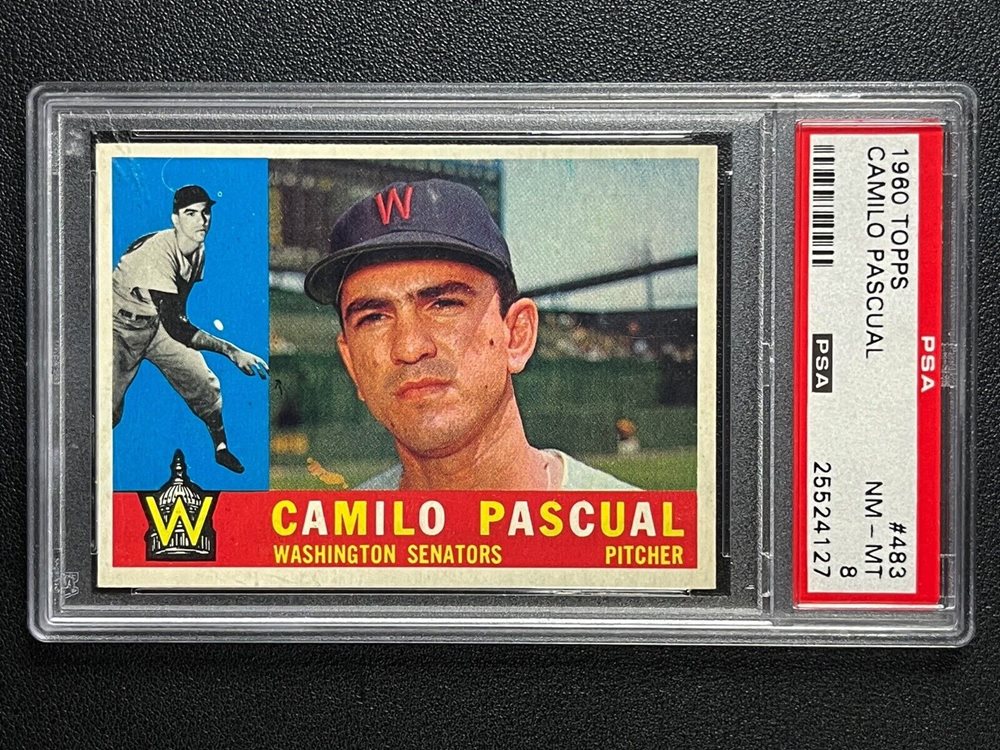 W
W
CAMILO PASCUAL
WASHINGTON SENATORS PITCHER
1960 TOPPS #483
CAMILO PASCUAL NM - MT
8
PSA 25524127
PSA